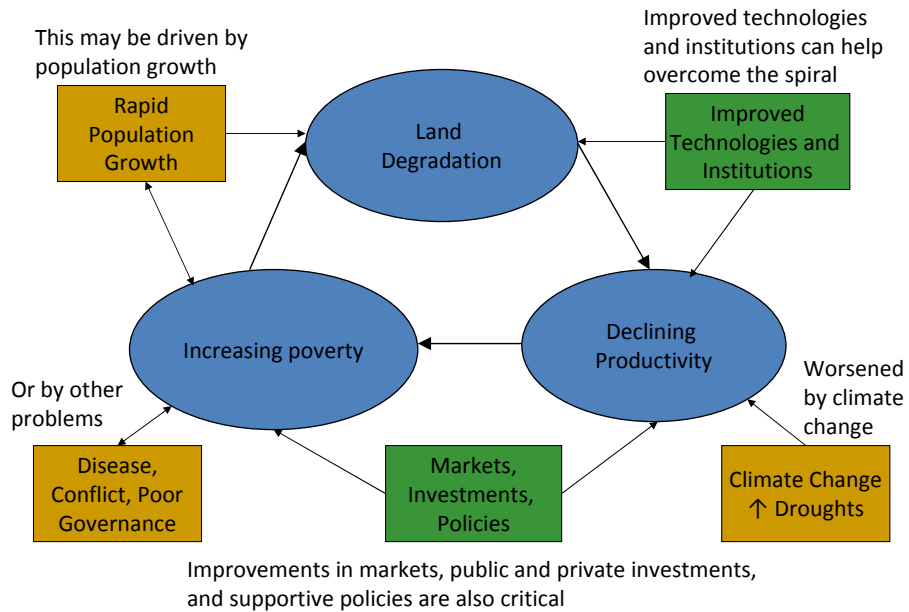 This may be driven by
population growth
Improved technologies
and institutions can help
overcome the spiral
Rapid
Population
Growth
Land
Degradation
Improved
Technologies and
Institutions
Increasing poverty
Declining
Productivity
Or by other
problems
Worsened
by climate
change
Disease,
Conflict, Poor
Governance
Markets,
Investments,
Policies
Climate Change
↑ Droughts
Improvements in markets, public and private investments,
and supportive policies are also critical